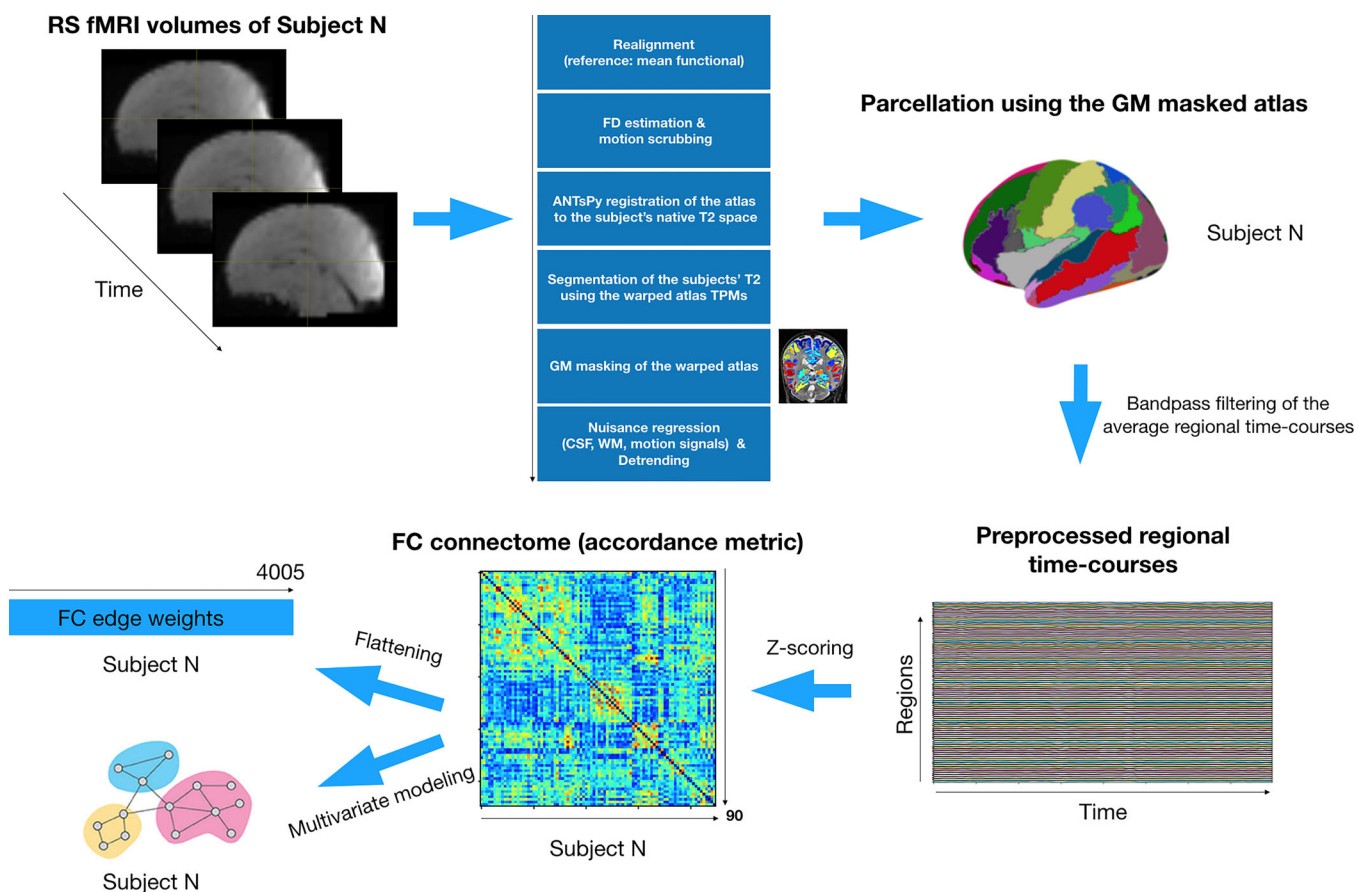 RS fMRI volumes of Subject N
Time
Realignment
(reference: mean functional)
FD estimation &
motion scrubbing
ANTsPy registration of the atlas
to the subject's native T2 space
Segmentation of the subjects' T2
using the warped atlas TPMs
GM masking of the warped atlas
Nuisance regression
(CSF, WM, motion signals) &
Detrending
Parcellation using the GM masked atlas
Subject N
Bandpass filtering of the
average regional time-courses
Preprocessed regional
time-courses
Regions
Time
Z-scoring
FC connectome (accordance metric)
90
Subject N
Flattening
Multivariate modeling
4005
FC edge weights
Subject N
Subject N